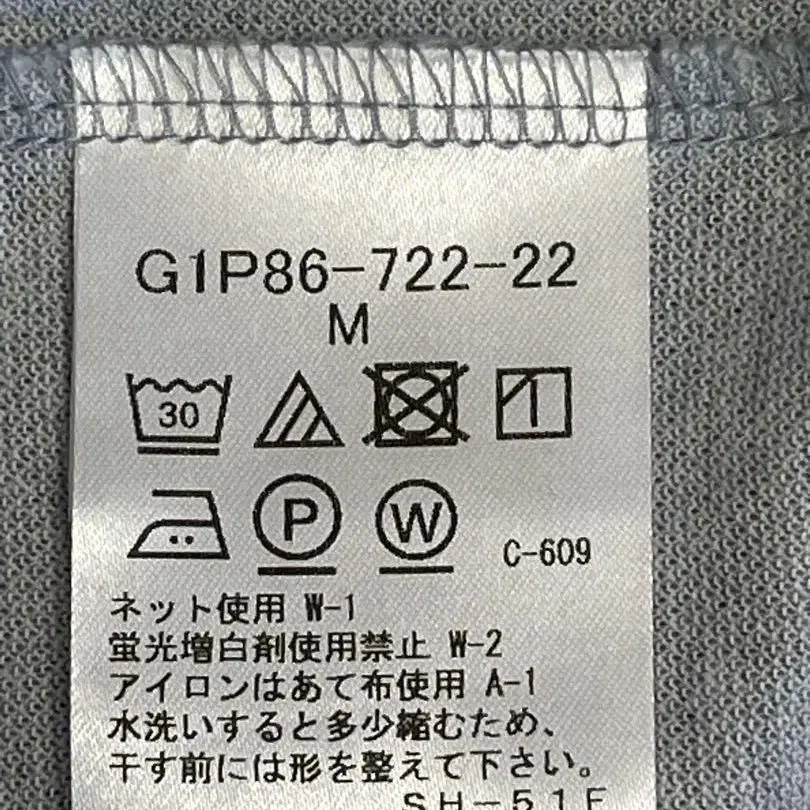 G1P86-722-22
M
30
P W C-609
ネット使用 W-1
蛍光増白剤使用禁止 W-2
アイロンはあて布使用 A-1
水洗いすると多少縮むため、
干す前には形を整えて下さい。
SH-51F